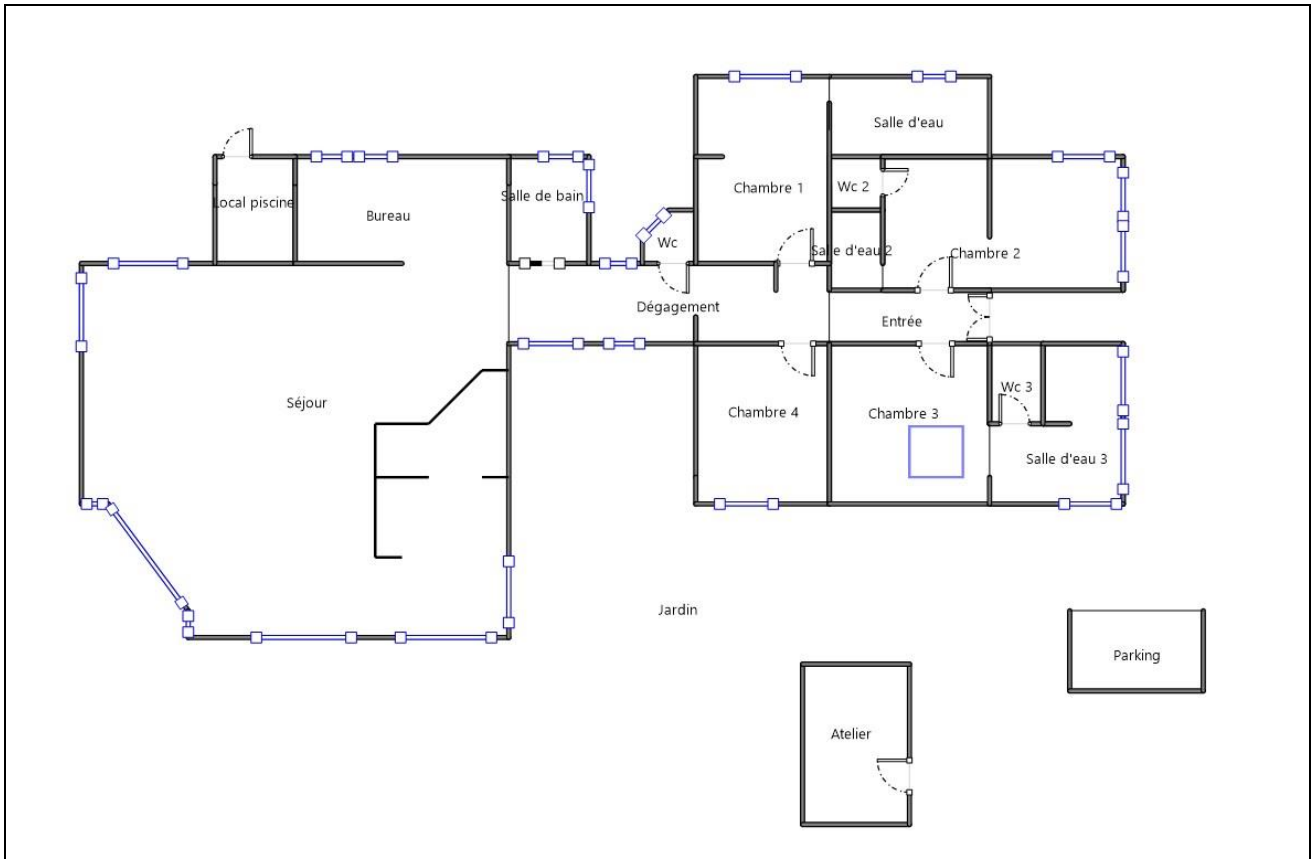 Salle d'eau
Chambre 1
Wc 2
Local piscine
Salle de bain
Bureau
Wc
Salle d'eau 2
Chambre 2
Dégagement
Entrée
Séjour
Chambre 4
Chambre 3
Wc 3
Salle d'eau 3
Jardin
Parking
Atelier